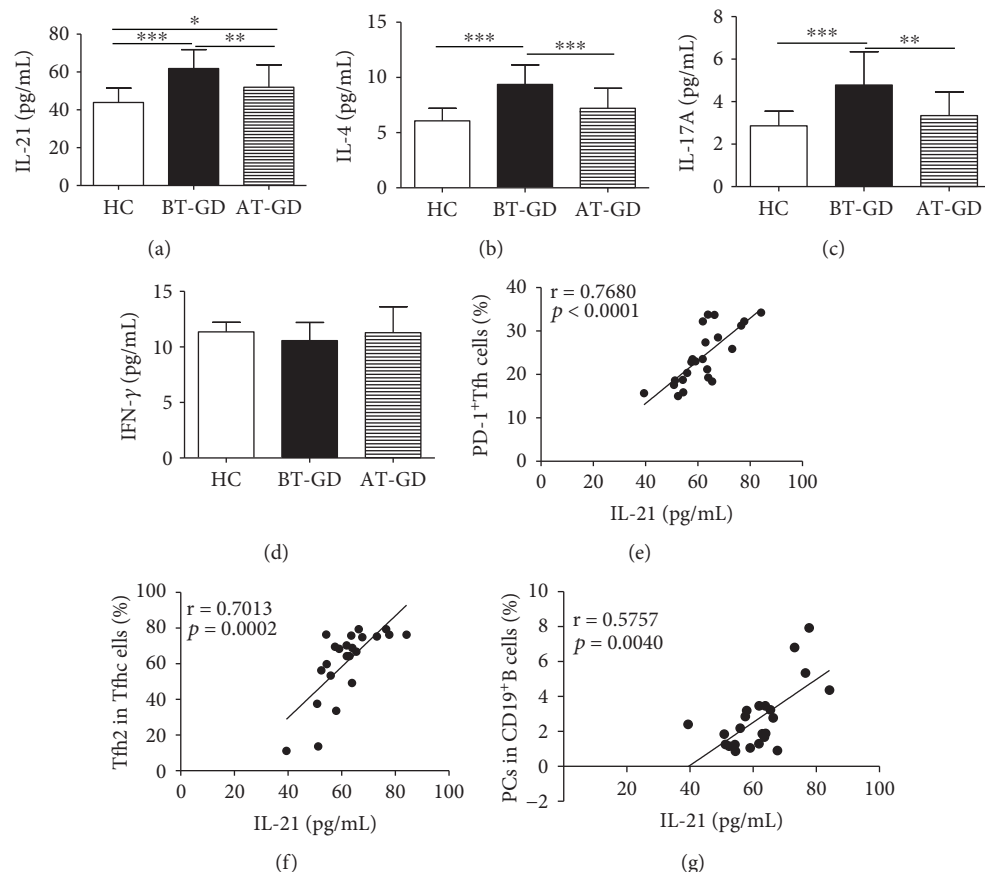 *
*** **
80
60
40
20
0
IL-21 (pg/mL)
HC BT-GD AT-GD
(a)
*** ***
15
10
5
0
IL-4 (pg/mL)
HC BT-GD AT-GD
(b)
*** **
8
6
4
2
0
IL-17A (pg/mL)
HC BT-GD AT-GD
(c)
15
10
5
0
IFN-γ (pg/mL)
HC BT-GD AT-GD
(d)
r = 0.7680
p < 0.0001
40
30
20
10
0
PD-1⁺Tfh cells (%)
0 20 40 60 80 100
IL-21 (pg/mL)
(e)
r = 0.7013
p = 0.0002
100
80
60
40
20
0
Tfh2 in Tfhc ells (%)
0 20 40 60 80 100
IL-21 (pg/mL)
(f)
r = 0.5757
p = 0.0040
8
6
4
2
0
−2
PCs in CD19⁺B cells (%)
20 40 60 80 100
IL-21 (pg/mL)
(g)